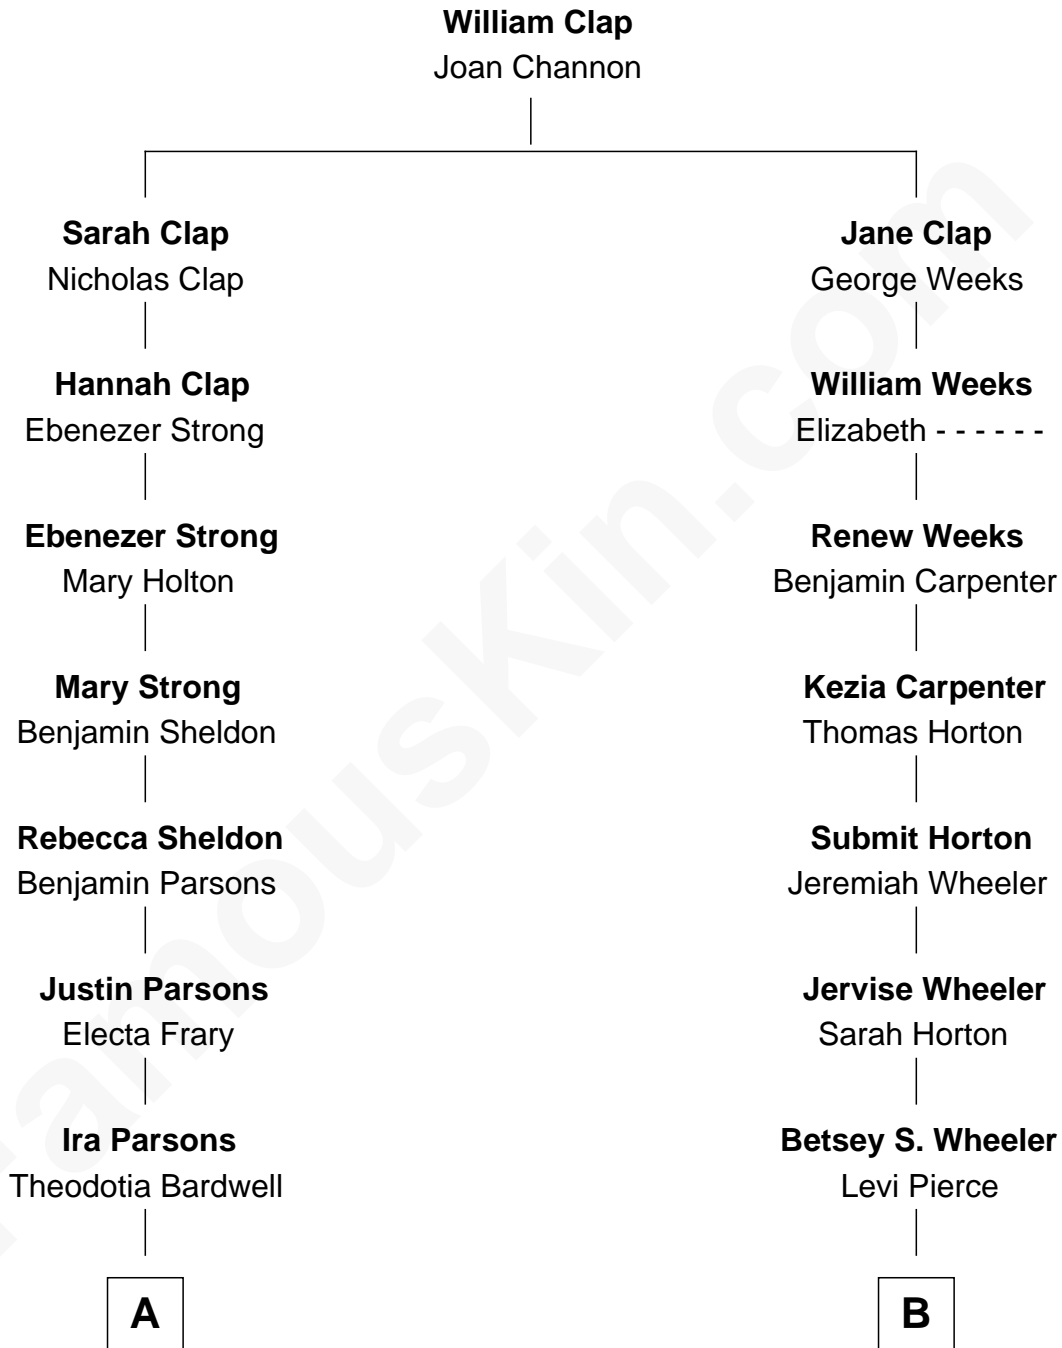 William Clap
Joan Channon
Sarah Clap
Nicholas Clap
Jane Clap
George Weeks
Hannah Clap
Ebenezer Strong
William Weeks
Elizabeth - - - - - -
Ebenezer Strong
Mary Holton
Renew Weeks
Benjamin Carpenter
Mary Strong
Benjamin Sheldon
Kezia Carpenter
Thomas Horton
Rebecca Sheldon
Benjamin Parsons
Submit Horton
Jeremiah Wheeler
Justin Parsons
Electa Frary
Jervise Wheeler
Sarah Horton
Ira Parsons
Theodotia Bardwell
Betsey S. Wheeler
Levi Pierce
A
B
FamousKin.com